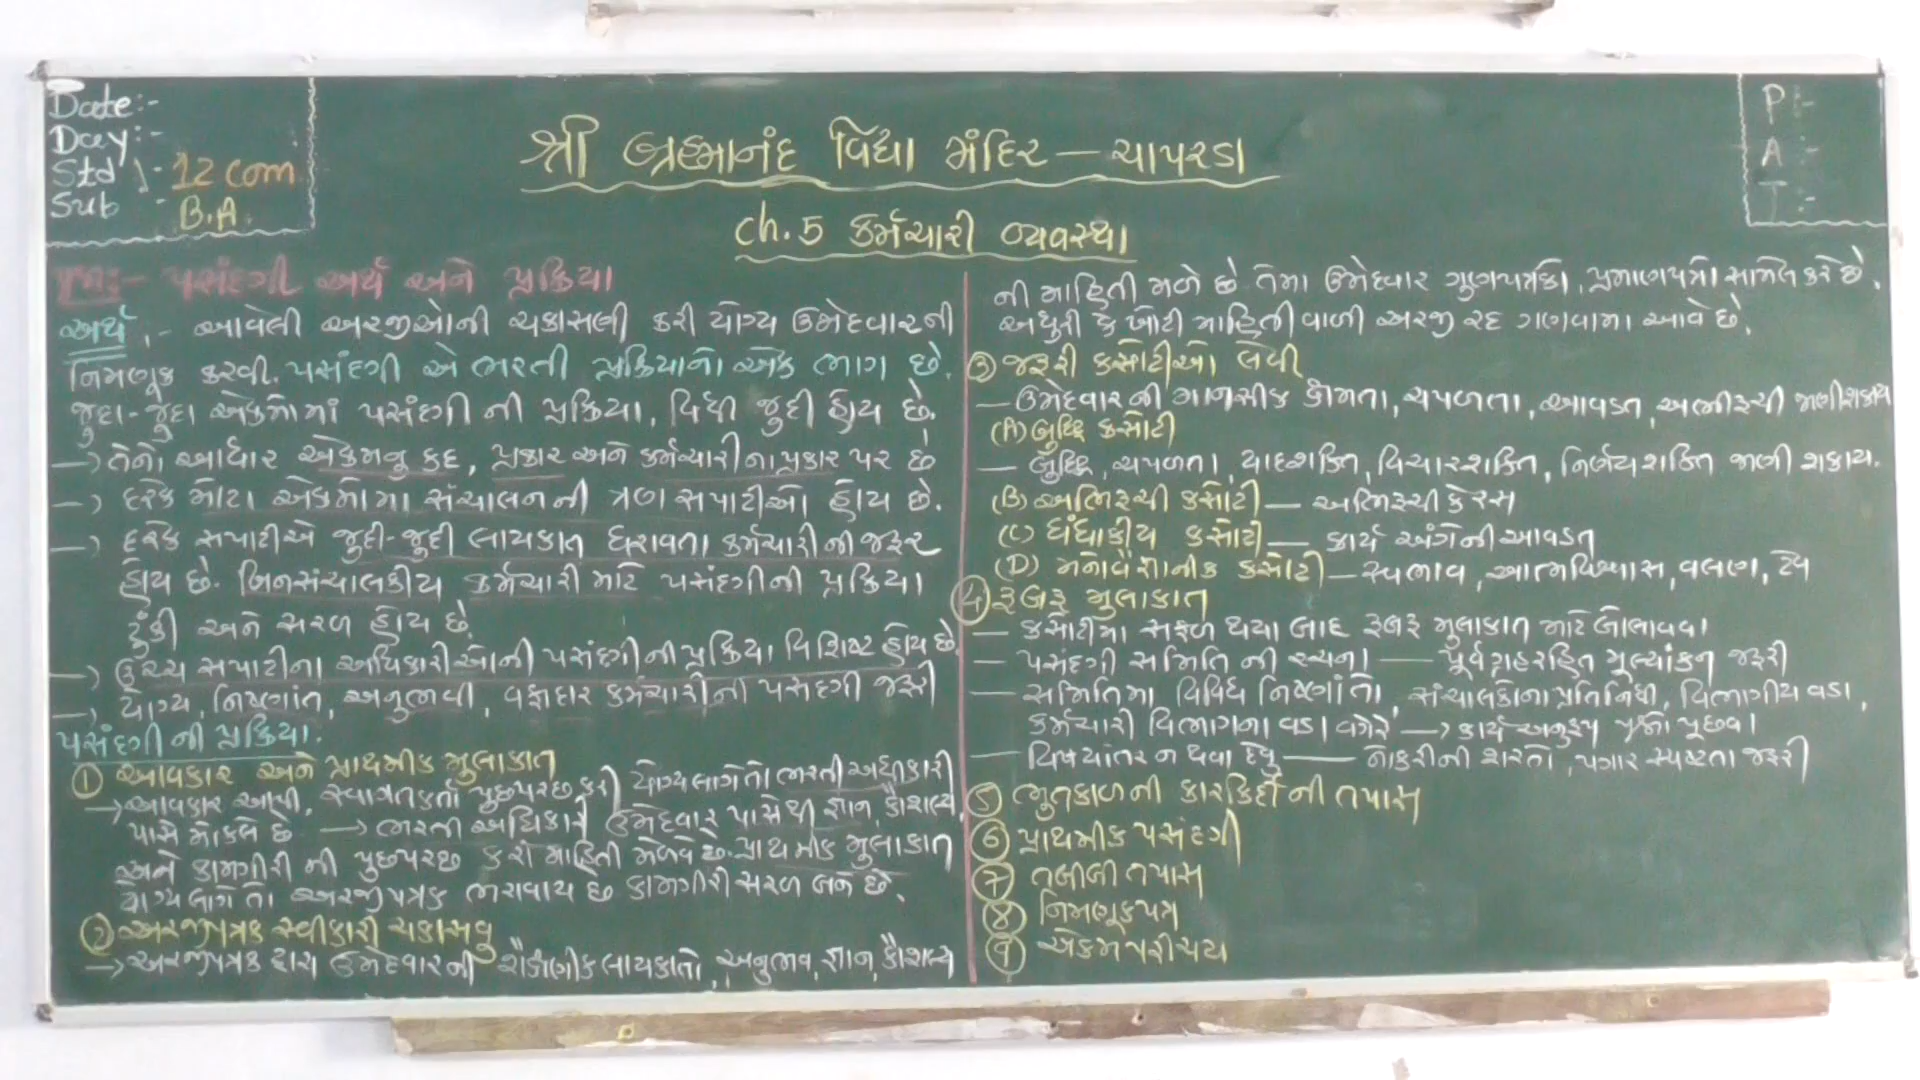 Date:-
Day:-
Std :- 12 com
Sub :- B.A.
P :-
A :-
T :-
શ્રી બ્રહ્માનંદ વિદ્યા મંદિર – ચાપરડા
ch.5 કર્મચારી વ્યવસ્થા
પ્રશ્ન:- પસંદગી અર્થ અને પ્રક્રિયા
અર્થ :- આવેલી અરજીઓની ચકાસણી કરી યોગ્ય ઉમેદવારની
નિમણૂક કરવી. પસંદગી એ ભરતી પ્રક્રિયાનો એક ભાગ છે.
જુદા-જુદા એકમોમાં પસંદગી ની પ્રક્રિયા, વિધી જુદી હોય છે.
→ તેનો આધાર એકમનુ કદ, પ્રકાર અને કર્મચારીના પ્રકાર પર છે
→ દરેક મોટા એકમોમા સંચાલનની ત્રણ સપાટીઓ હોય છે.
→ દરેક સપાટીએ જુદી-જુદી લાયકાત ધરાવતા કર્મચારીની જરૂર
હોય છે. બિનસંચાલકીય કર્મચારી માટે પસંદગીની પ્રક્રિયા
ટુંકી અને સરળ હોય છે.
→ ઉચ્ચ સપાટીના અધિકારીઓની પસંદગીની પ્રક્રિયા વિશિષ્ટ હોય છે.
→ યોગ્ય, નિષ્ણાંત, અનુભવી, વફાદાર કર્મચારીની પસંદગી જરૂરી
પસંદગી ની પ્રક્રિયા.
① આવકાર અને પ્રાથમીક મુલાકાત
→ આવકાર આપી, સ્વાગતકર્તા પુછપરછ કરી યોગ્ય લાગે તો ભરતી અધીકારી
પાસે મોકલે છે → ભરતી અધિકારી ઉમેદવાર પાસેથી જ્ઞાન, કૌશલ્ય,
અને કામગીરી ની પુછપરછ કરી માહિતી મેળવે છે. પ્રાથમીક મુલાકાત
યોગ્ય લાગે તો અરજીપત્રક ભરાવાય છે કામગીરી સરળ બને છે.
② અરજીપત્રક સ્વીકારી ચકાસવુ
→ અરજીપત્રક દ્વારા ઉમેદવારની શૈક્ષણીક લાયકાતો, અનુભવ, જ્ઞાન, કૌશલ્ય
ની માહિતી મળે છે તેમા ઉમેદવાર ગુણપત્રકો, પ્રમાણપત્રો સામેલ કરે છે.
અધુરી કે ખોટી માહિતી વાળી અરજી રદ ગણવામા આવે છે.
③ જરૂરી કસોટીઓ લેવી
– ઉમેદવાર ની માનસીક ક્ષમતા, ચપળતા, આવડત, અભીરૂચી જાણી શકાય
(A) બુદ્ધિ કસોટી
– બુદ્ધિ, ચપળતા, યાદશક્તિ, વિચારશક્તિ, નિર્ણયશક્તિ જાણી શકાય.
(B) અભિરૂચી કસોટી – અભિરૂચી કે રસ
(C) ધંધાકીય કસોટી – કાર્ય અંગેની આવડત
(D) મનોવૈજ્ઞાનીક કસોટી – સ્વભાવ, આત્મવિશ્વાસ, વલણ, ટેવ
④ રૂબરૂ મુલાકાત
– કસોટીમા સફળ થયા બાદ રૂબરૂ મુલાકાત માટે બોલાવવા
– પસંદગી સમિતિ ની રચના – પૂર્વગ્રહરહિત મુલ્યાંકન જરૂરી
– સમિતિમા વિવિધ નિષ્ણાંતો, સંચાલકોના પ્રતિનિધી, વિભાગીય વડા,
કર્મચારી વિભાગના વડા વગેરે → કાર્ય અનુરૂપ પ્રશ્નો પૂછવા
– વિષયાંતર ન થવા દેવુ – નોકરીની શરતો, પગાર સ્પષ્ટતા જરૂરી
⑤ ભુતકાળની કારકિર્દીની તપાસ
⑥ પ્રાથમીક પસંદગી
⑦ તબીબી તપાસ
⑧ નિમણૂકપત્ર
⑨ એકમ પરીચય